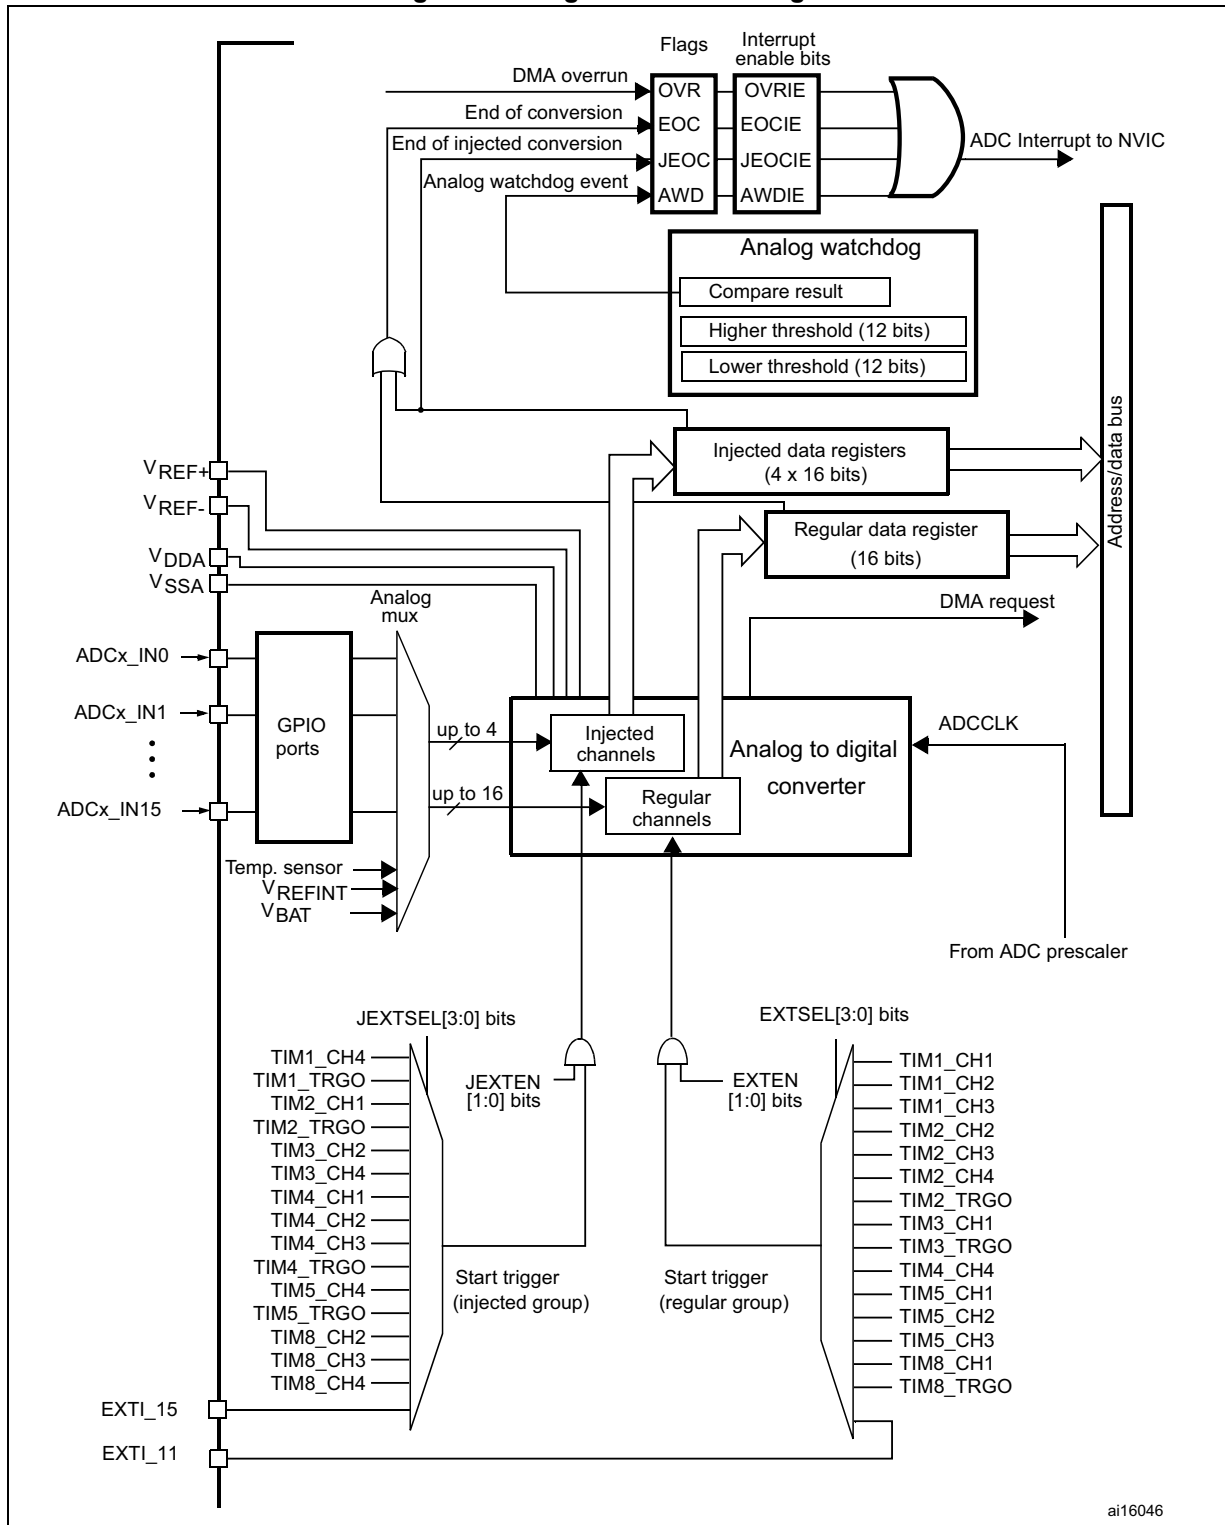 Flags
Interrupt
enable bits
DMA overrun
OVR
OVRIE
End of conversion
EOC
EOCIE
End of injected conversion
JEOC
JEOCIE
ADC Interrupt to NVIC
Analog watchdog event
AWD
AWDIE
Analog watchdog
Compare result
Higher threshold (12 bits)
Lower threshold (12 bits)
Address/data bus
Injected data registers
(4 x 16 bits)
VREF+
VREF-
Regular data register
(16 bits)
VDDA
VSSA
Analog
mux
DMA request
ADCx_IN0
ADCx_IN1
ADCx_IN15
GPIO
ports
up to 4
up to 16
Injected
channels
Regular
channels
Analog to digital
converter
ADCCLK
Temp. sensor
VREFINT
VBAT
From ADC prescaler
JEXTSEL[3:0] bits
EXTSEL[3:0] bits
JEXTEN
[1:0] bits
EXTEN
[1:0] bits
TIM1_CH4
TIM1_TRGO
TIM2_CH1
TIM2_TRGO
TIM3_CH2
TIM3_CH4
TIM4_CH1
TIM4_CH2
TIM4_CH3
TIM4_TRGO
TIM5_CH4
TIM5_TRGO
TIM8_CH2
TIM8_CH3
TIM8_CH4
Start trigger
(injected group)
Start trigger
(regular group)
TIM1_CH1
TIM1_CH2
TIM1_CH3
TIM2_CH2
TIM2_CH3
TIM2_CH4
TIM2_TRGO
TIM3_CH1
TIM3_TRGO
TIM4_CH4
TIM5_CH1
TIM5_CH2
TIM5_CH3
TIM8_CH1
TIM8_TRGO
EXTI_15
EXTI_11
ai16046